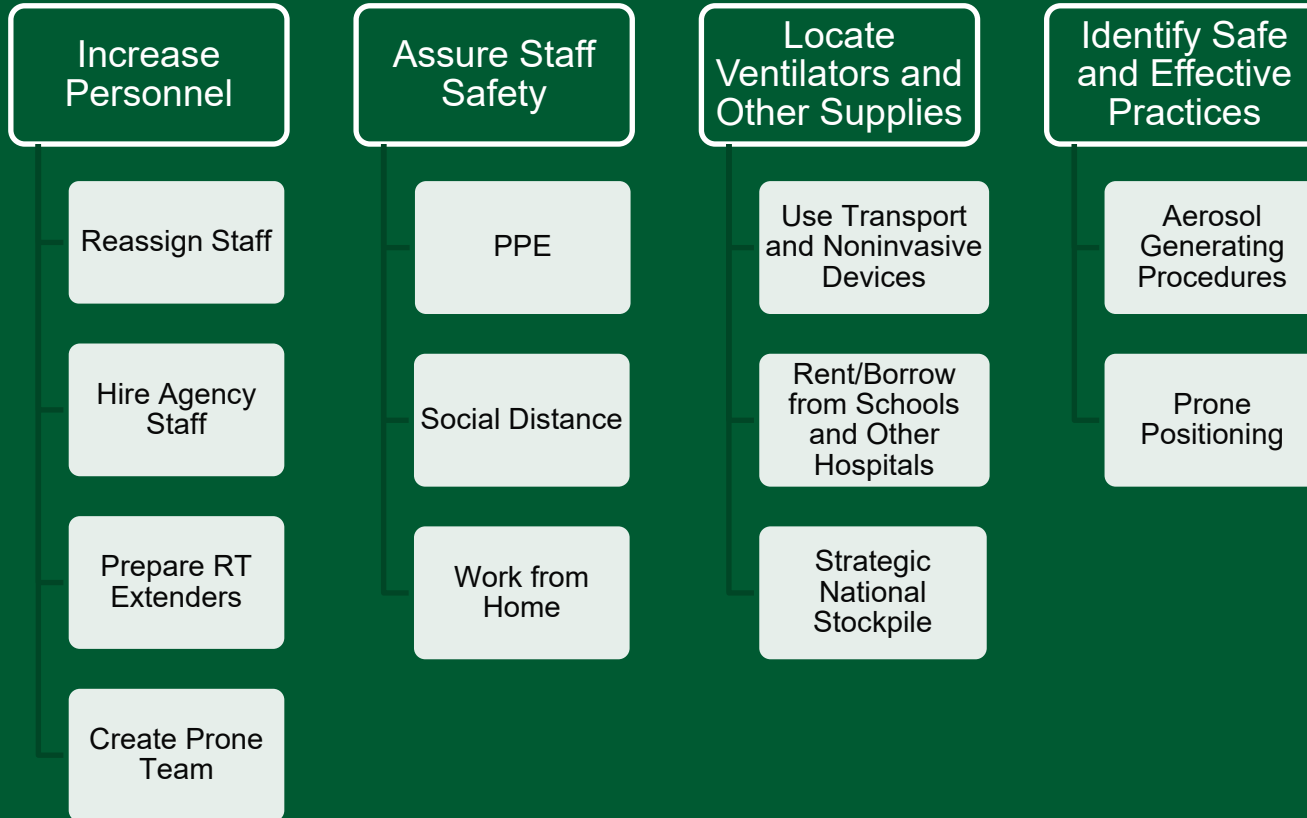 Increase
Personnel
Reassign Staff
Hire Agency
Staff
Prepare RT
Extenders
Create Prone
Team
Assure Staff
Safety
PPE
Social Distance
Work from
Home
Locate
Ventilators and
Other Supplies
Use Transport
and Noninvasive
Devices
Rent/Borrow
from Schools
and Other
Hospitals
Strategic
National
Stockpile
Identify Safe
and Effective
Practices
Aerosol
Generating
Procedures
Prone
Positioning